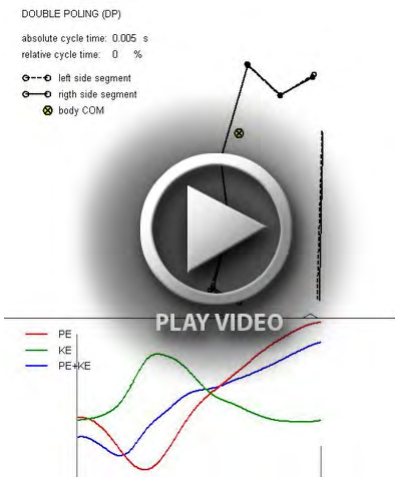 DOUBLE POLING (DP)
absolute cycle time: 0.005 s
relative cycle time: 0 %
left side segment
rigth side segment
body COM
PLAY VIDEO
PE
KE
PE+KE